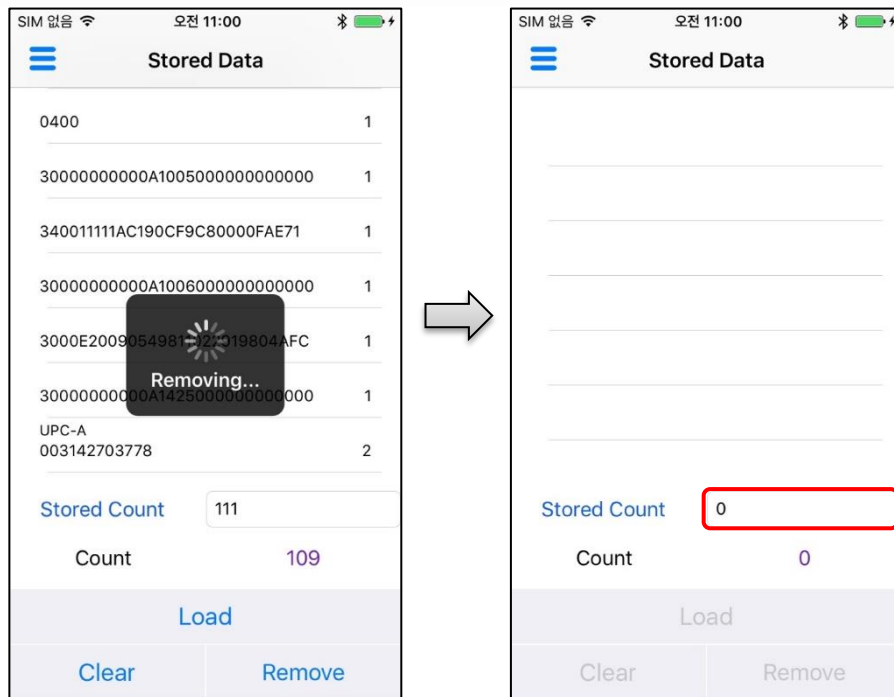 SIM 없음 오전 11:00
Stored Data
0400 1
30000000000A1005000000000000 1
340011111AC190CF9C80000FAE71 1
30000000000A1006000000000000 1
Removing...
30000000000A1425000000000000 1
UPC-A
003142703778 2
Stored Count 111
Count 109
Load
Clear Remove
SIM 없음 오전 11:00
Stored Data
Stored Count 0
Count 0
Load
Clear Remove